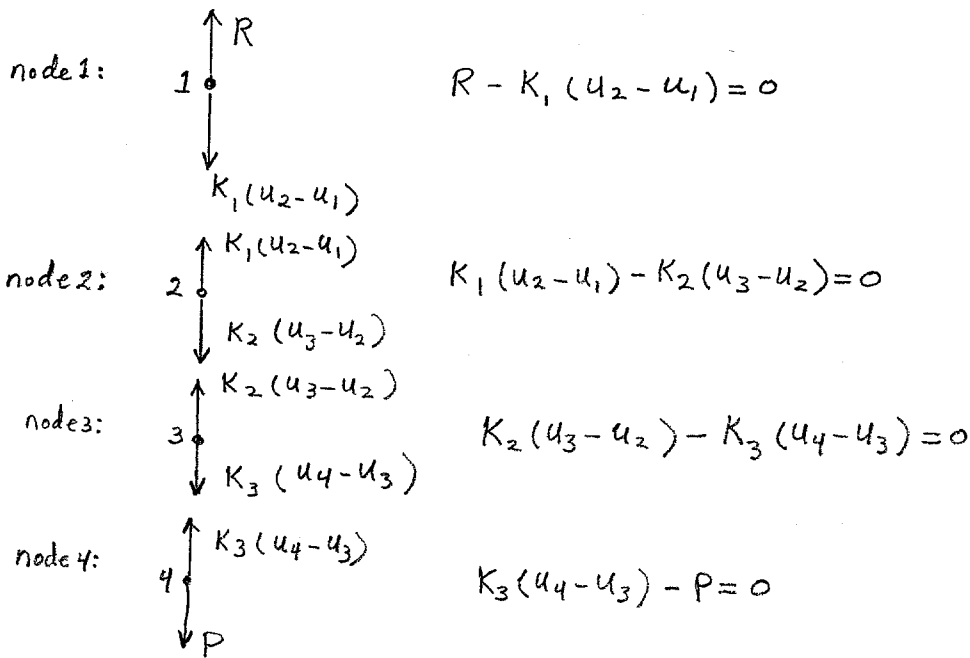 R
node 1: 1 R - K₁ (u₂ - u₁) = 0
K₁(u₂-u₁)
K₁(u₂-u₁)
node 2: 2 K₁ (u₂-u₁) - K₂ (u₃-u₂)=0
K₂ (u₃-u₂)
K₂(u₃-u₂)
node3: 3 K₂ (u₃-u₂) - K₃ (u₄-u₃)=0
K₃ (u₄-u₃)
K₃(u₄-u₃)
node 4: 4 K₃(u₄-u₃) - P= 0
P